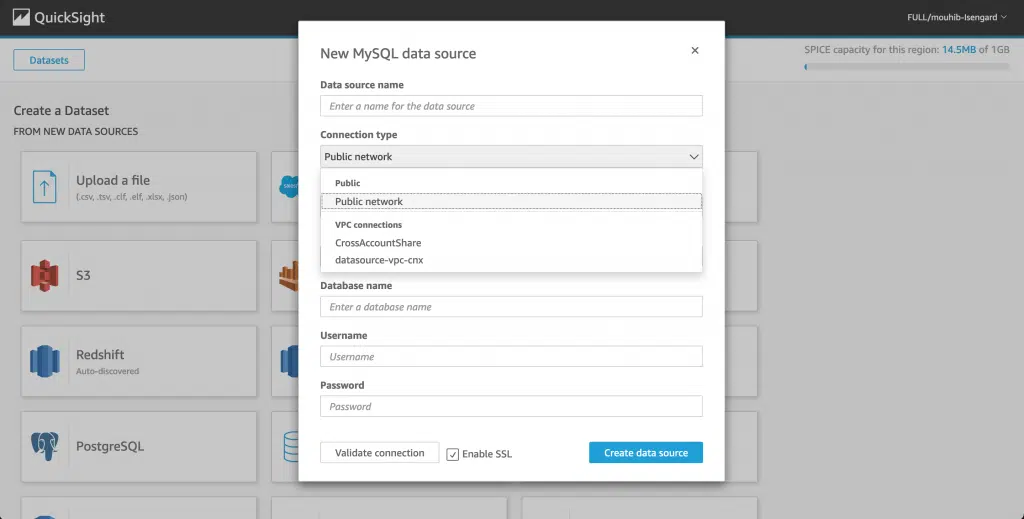 QuickSight
FULL/mouhib-Isengard
Datasets
SPICE capacity for this region: 14.5MB of 1GB
Create a Dataset
FROM NEW DATA SOURCES
Upload a file
(.csv, .tsv, .clf, .elf, .xlsx, .json)
S3
Redshift
Auto-discovered
PostgreSQL
New MySQL data source
Data source name
Enter a name for the data source
Connection type
Public network
Public
Public network
VPC connections
CrossAccountShare
datasource-vpc-cnx
Database name
Enter a database name
Username
Username
Password
Password
Validate connection
Enable SSL
Create data source